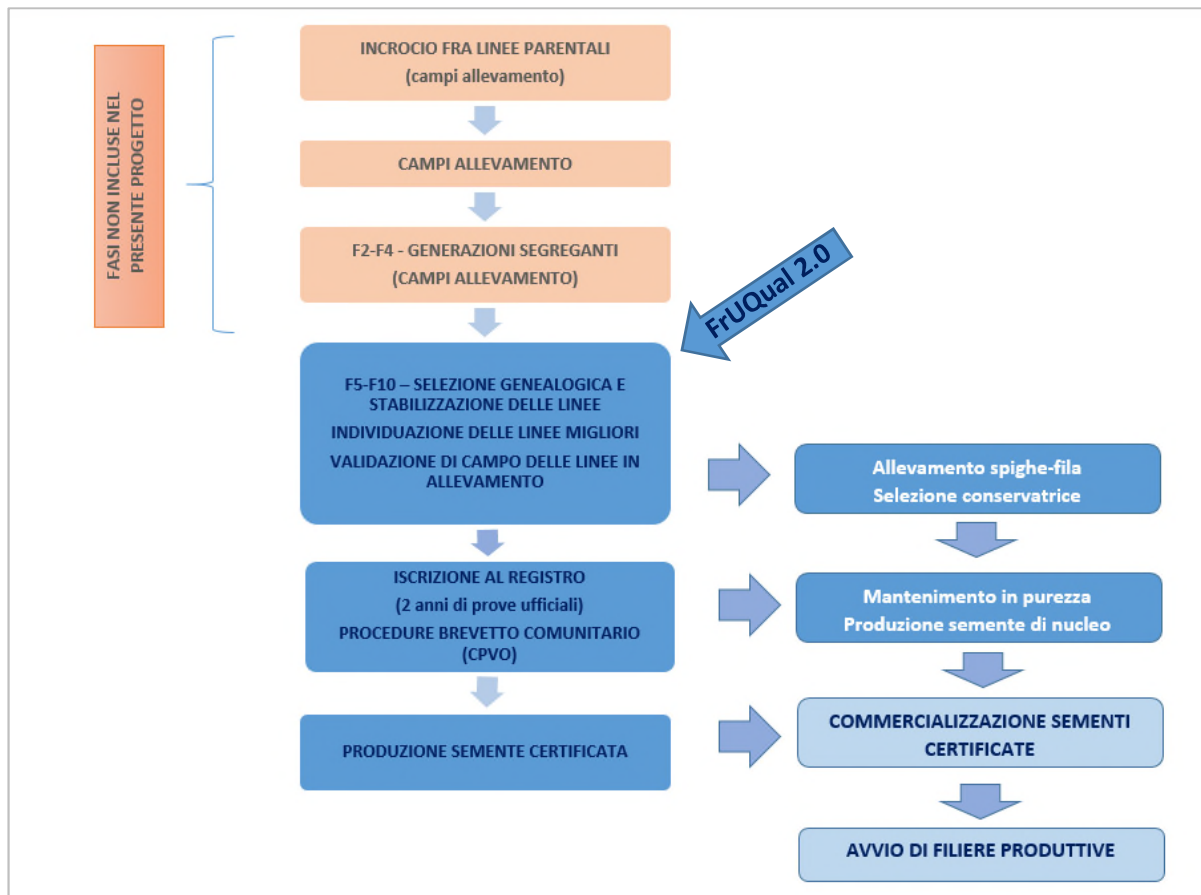 FASI NON INCLUSE NEL
PRESENTE PROGETTO
INCROCIO FRA LINEE PARENTALI
(campi allevamento)
CAMPI ALLEVAMENTO
F2-F4 - GENERAZIONI SEGREGANTI
(CAMPI ALLEVAMENTO)
FrUQual 2.0
F5-F10 – SELEZIONE GENEALOGICA E
STABILIZZAZIONE DELLE LINEE
INDIVIDUAZIONE DELLE LINEE MIGLIORI
VALIDAZIONE DI CAMPO DELLE LINEE IN
ALLEVAMENTO
Allevamento spighe-fila
Selezione conservatrice
ISCRIZIONE AL REGISTRO
(2 anni di prove ufficiali)
PROCEDURE BREVETTO COMUNITARIO
(CPVO)
Mantenimento in purezza
Produzione semente di nucleo
PRODUZIONE SEMENTE CERTIFICATA
COMMERCIALIZZAZIONE SEMENTI
CERTIFICATE
AVVIO DI FILIERE PRODUTTIVE